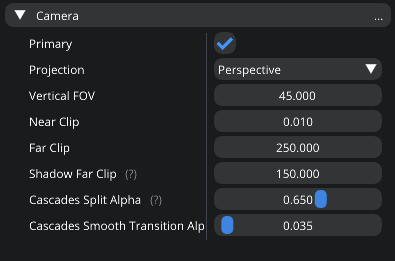 Camera ...
Primary
Projection Perspective
Vertical FOV 45.000
Near Clip 0.010
Far Clip 250.000
Shadow Far Clip (?) 150.000
Cascades Split Alpha (?) 0.650
Cascades Smooth Transition Alp 0.035